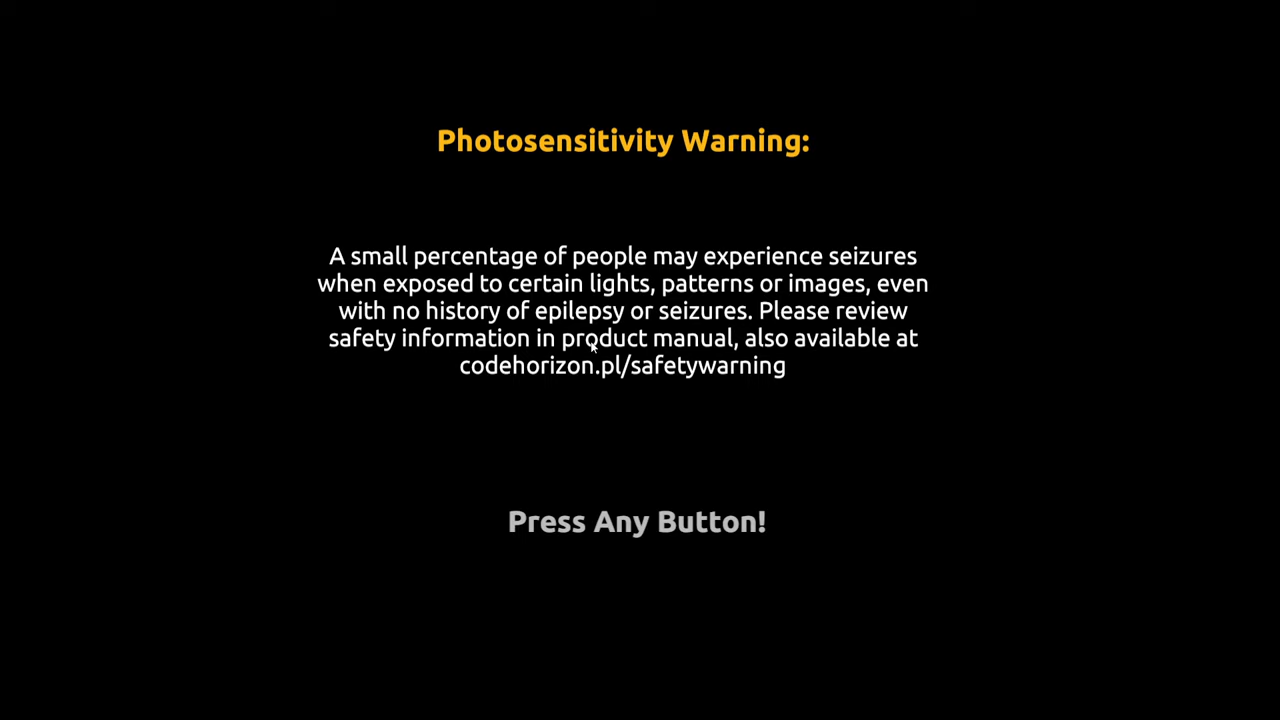 Photosensitivity Warning:
A small percentage of people may experience seizures
when exposed to certain lights, patterns or images, even
with no history of epilepsy or seizures. Please review
safety information in product manual, also available at
codehorizon.pl/safetywarning
Press Any Button!